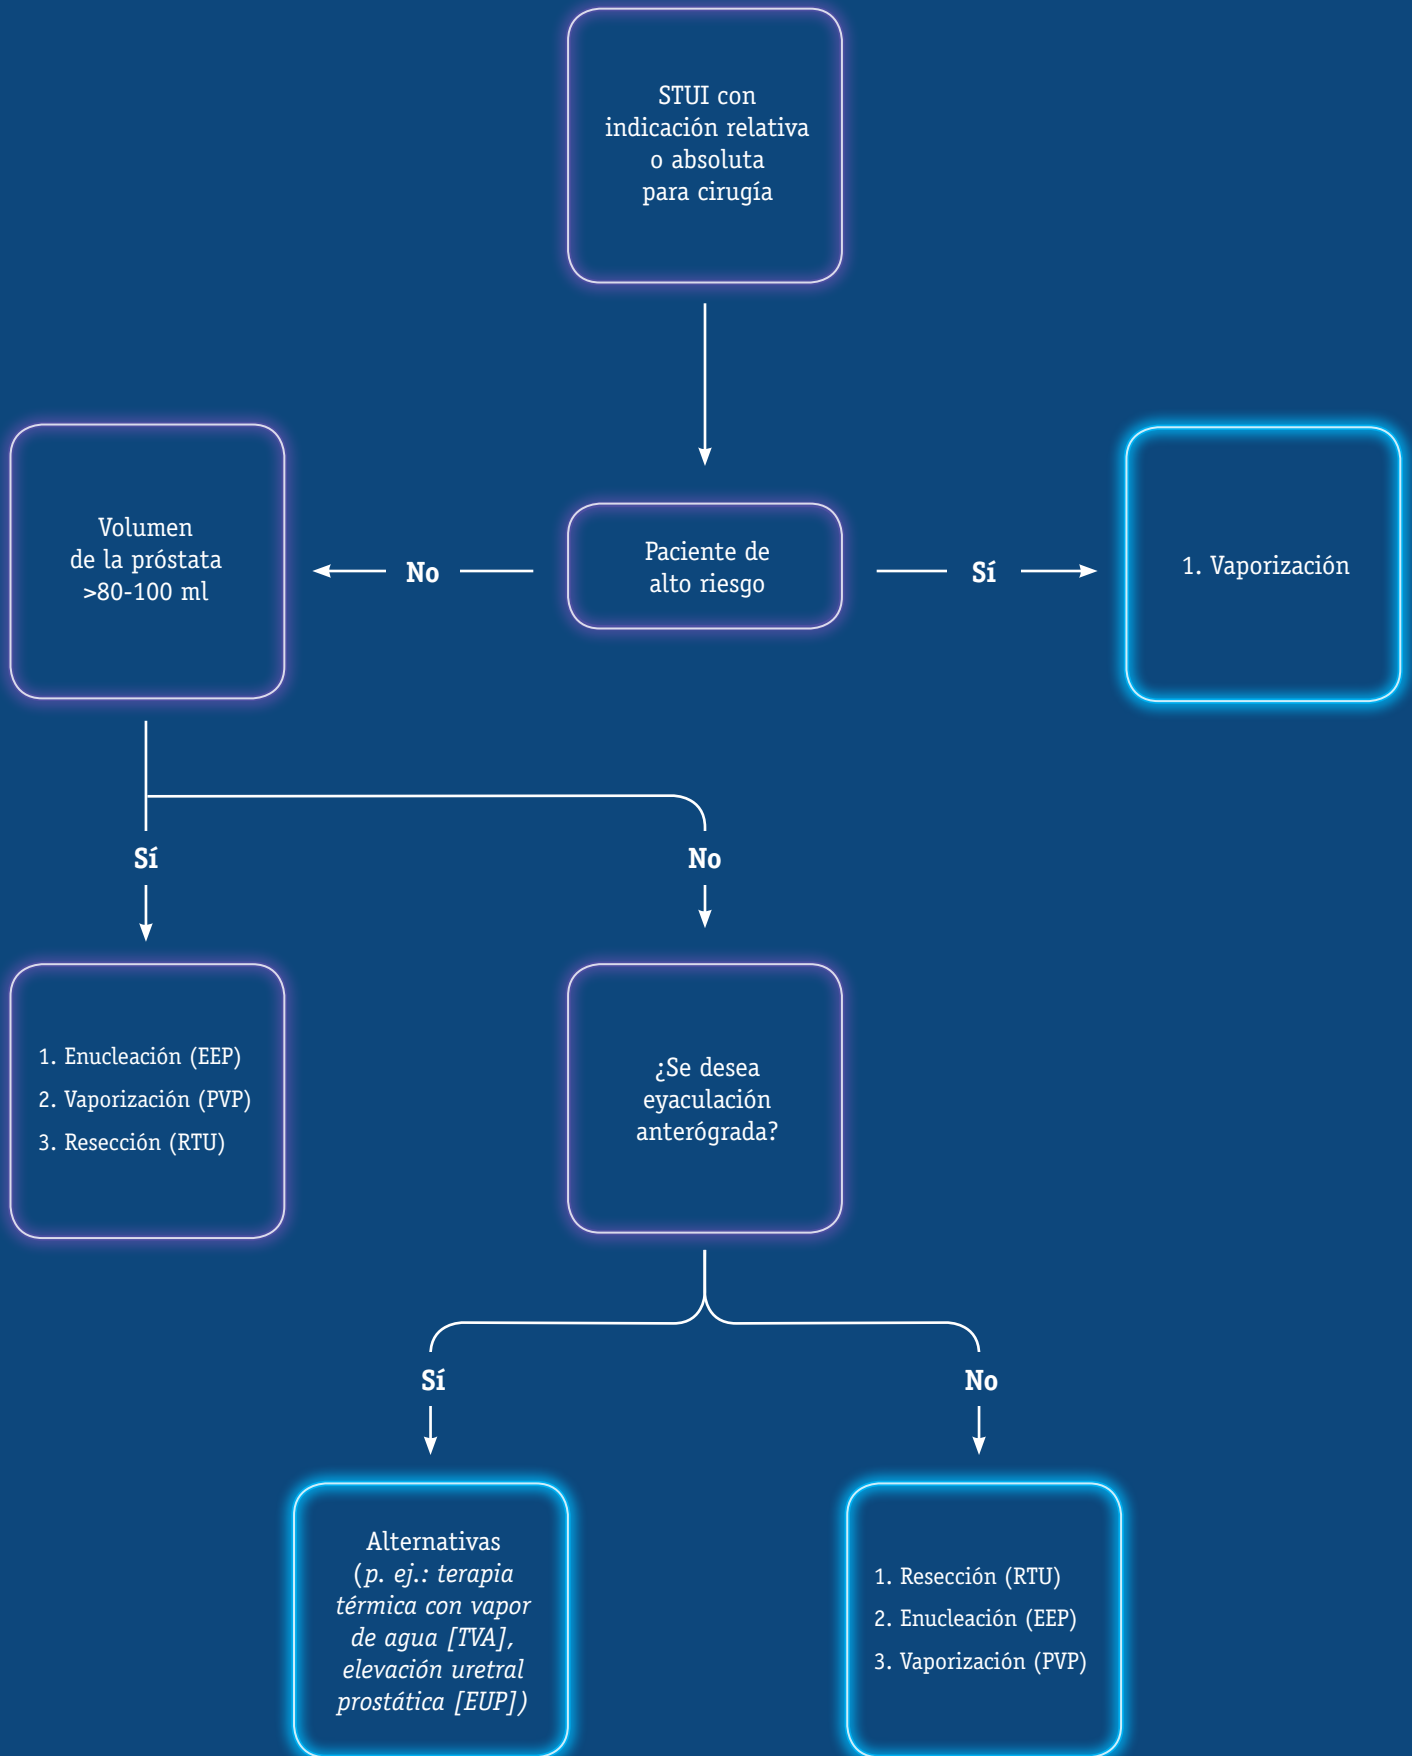 STUI con
indicación relativa
o absoluta
para cirugía
Volumen
de la próstata
>80-100 ml
No
Paciente de
alto riesgo
Sí
1. Vaporización
Sí
No
1. Enucleación (EEP)
2. Vaporización (PVP)
3. Resección (RTU)
¿Se desea
eyaculación
anterógrada?
Sí
No
Alternativas
(p. ej.: terapia
térmica con vapor
de agua [TVA],
elevación uretral
prostática [EUP])
1. Resección (RTU)
2. Enucleación (EEP)
3. Vaporización (PVP)